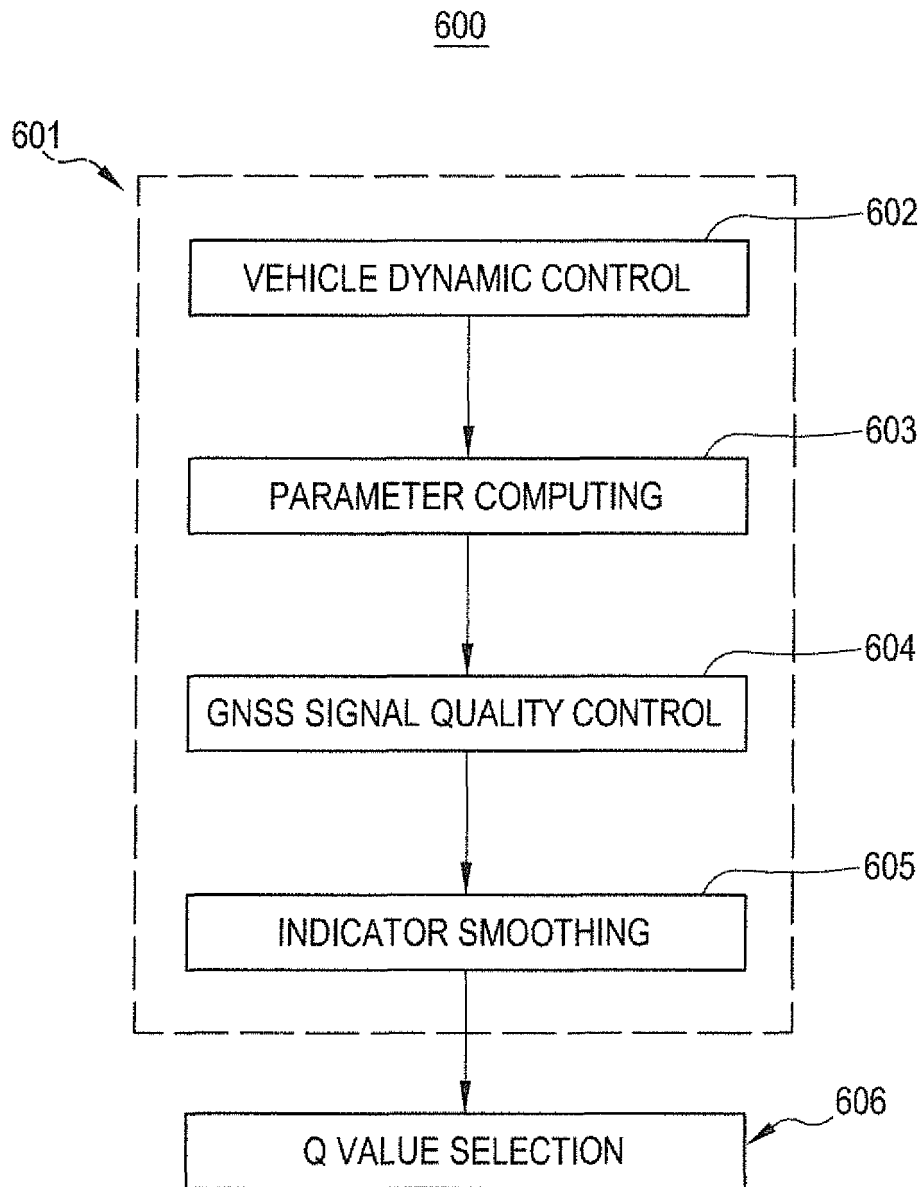 600
601
602
VEHICLE DYNAMIC CONTROL
603
PARAMETER COMPUTING
604
GNSS SIGNAL QUALITY CONTROL
605
INDICATOR SMOOTHING
606
Q VALUE SELECTION